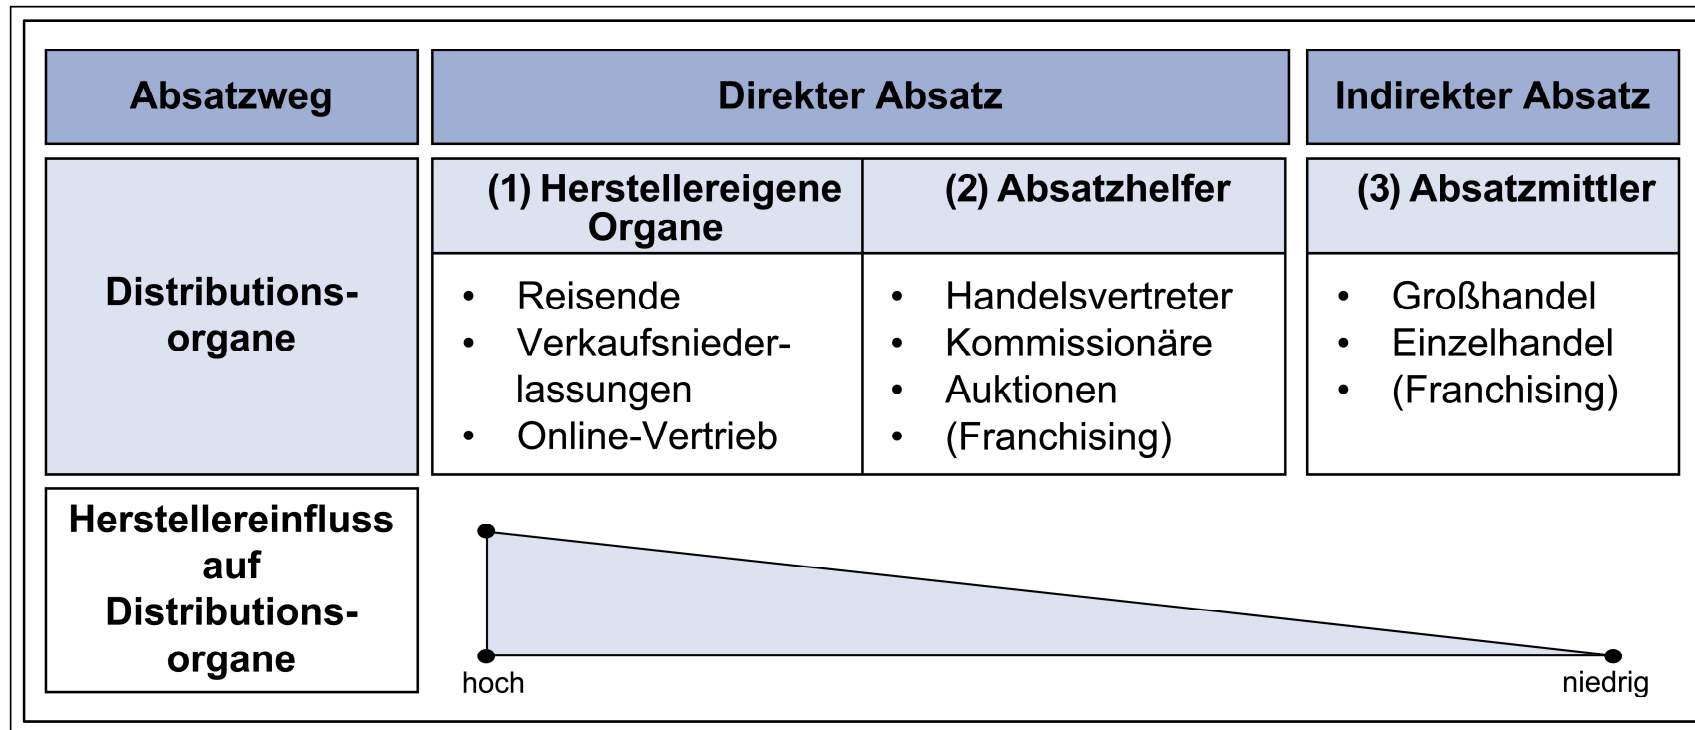 Absatzweg
Direkter Absatz
Indirekter Absatz
Distributions-
organe
(1) Herstellereigene
Organe
• Reisende
• Verkaufsnieder-
lassungen
• Online-Vertrieb
(2) Absatzhelfer
• Handelsvertreter
• Kommissionäre
• Auktionen
• (Franchising)
(3) Absatzmittler
• Großhandel
• Einzelhandel
• (Franchising)
Herstellereinfluss
auf
Distributions-
organe
hoch
niedrig